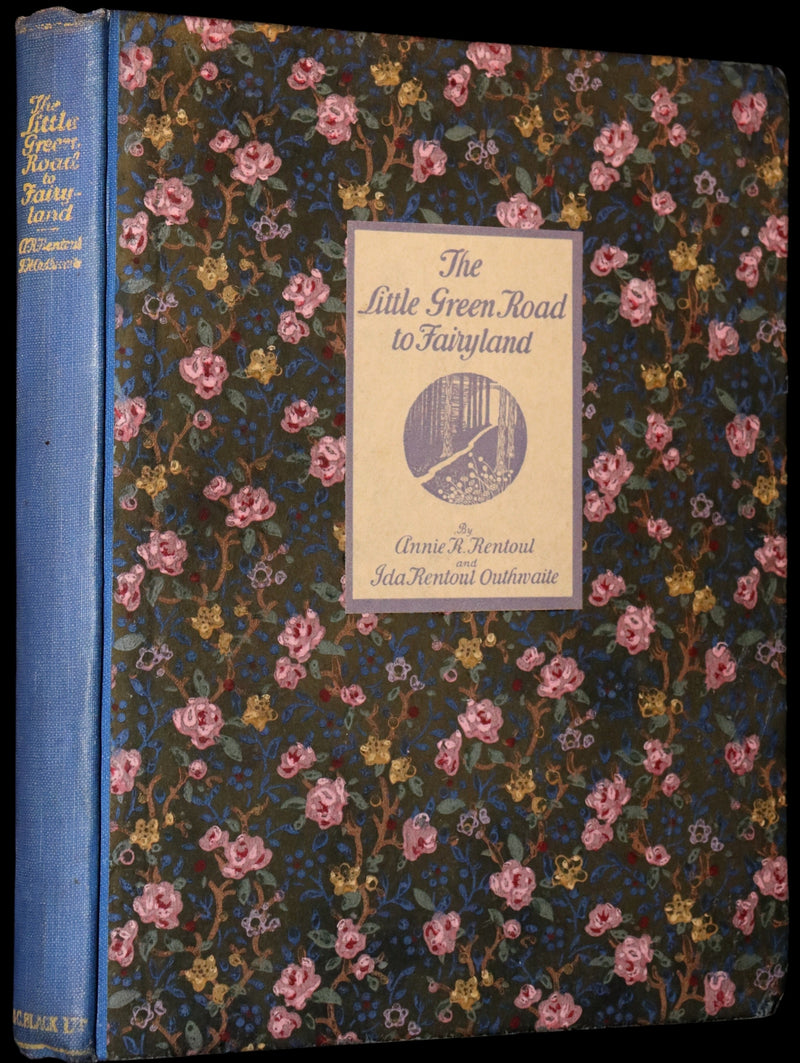 The
Little
Green
Road
to
Fairy-
land
A.R.Rentoul
The
Little Green Road
to Fairyland
By
Annie R. Rentoul
and
Ida Rentoul Outhwaite
C. BLACK LTD